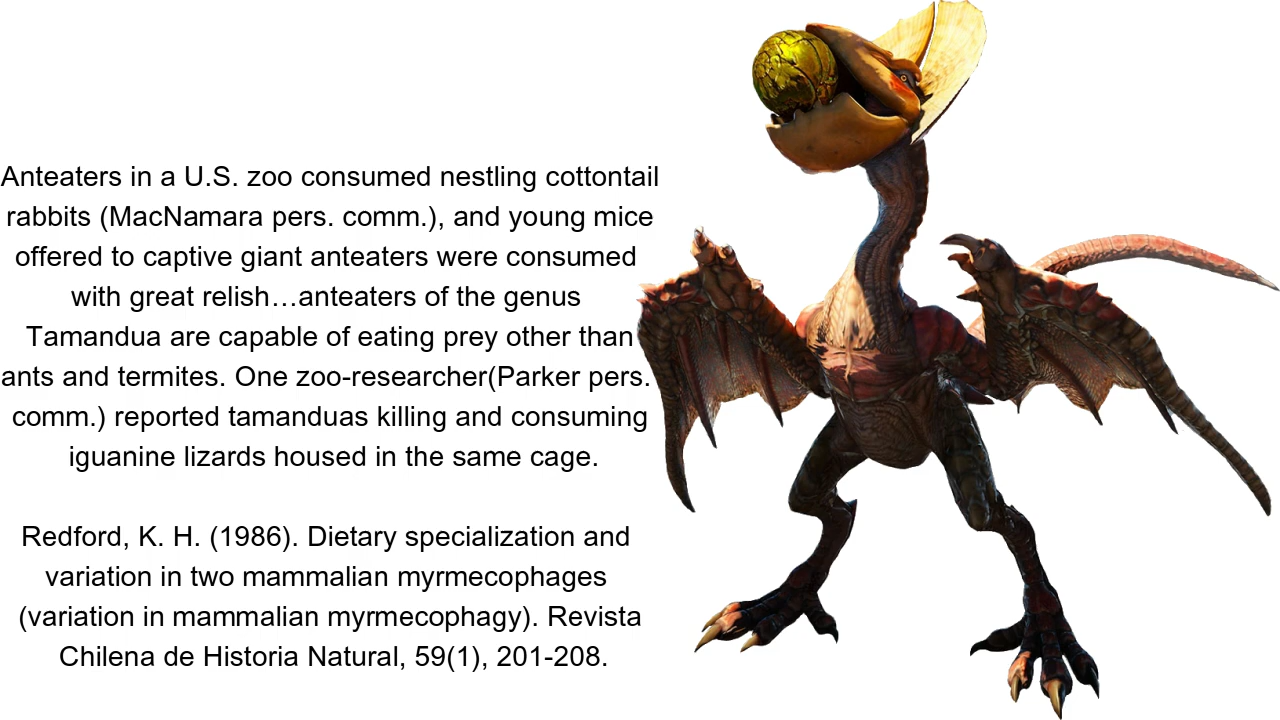 Anteaters in a U.S. zoo consumed nestling cottontail
rabbits (MacNamara pers. comm.), and young mice
offered to captive giant anteaters were consumed
with great relish…anteaters of the genus
Tamandua are capable of eating prey other than
ants and termites. One zoo-researcher(Parker pers.
comm.) reported tamanduas killing and consuming
iguanine lizards housed in the same cage.
Redford, K. H. (1986). Dietary specialization and
variation in two mammalian myrmecophages
(variation in mammalian myrmecophagy). Revista
Chilena de Historia Natural, 59(1), 201-208.